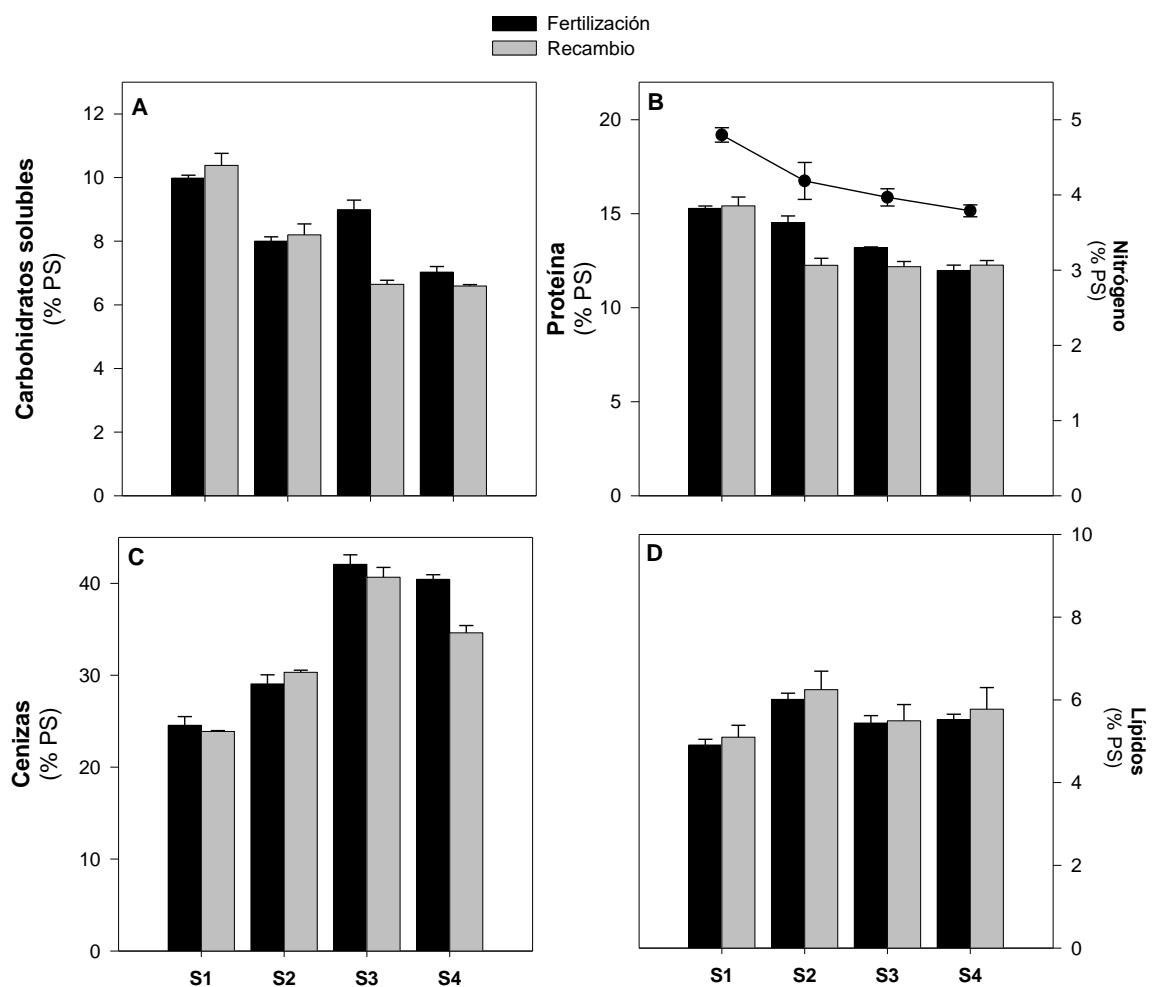 Fertilización
Recambio
A
12
10
8
6
4
2
0
Carbohidratos solubles
(% PS)
B
20
15
10
5
0
Proteína
(% PS)
5
4
3
2
1
0
Nitrógeno
(% PS)
C
40
30
20
10
0
Cenizas
(% PS)
S1 S2 S3 S4
D
10
8
6
4
2
0
Lípidos
(% PS)
S1 S2 S3 S4